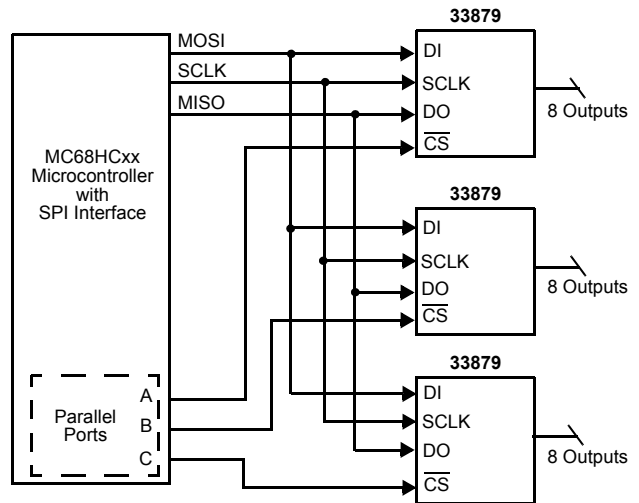 33879
MOSI
DI
SCLK
SCLK
MISO
DO
8 Outputs
CS
MC68HCxx
Microcontroller
with
SPI Interface
33879
DI
SCLK
DO
8 Outputs
CS
33879
A
DI
Parallel
Ports
B
SCLK
C
DO
8 Outputs
CS